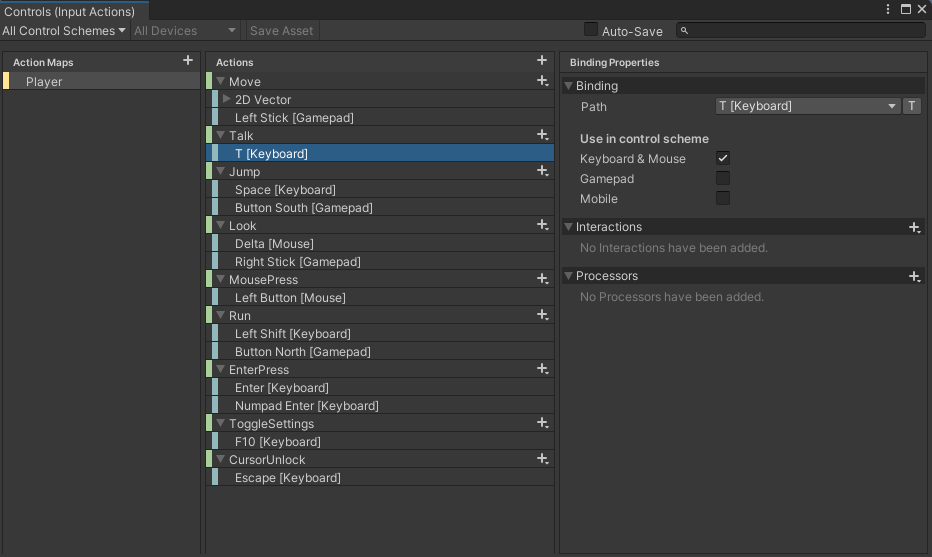 Controls (Input Actions)
All Control Schemes
All Devices
Save Asset
Auto-Save
Action Maps
Player
Actions
Move
2D Vector
Left Stick [Gamepad]
Talk
T [Keyboard]
Jump
Space [Keyboard]
Button South [Gamepad]
Look
Delta [Mouse]
Right Stick [Gamepad]
MousePress
Left Button [Mouse]
Run
Left Shift [Keyboard]
Button North [Gamepad]
EnterPress
Enter [Keyboard]
Numpad Enter [Keyboard]
ToggleSettings
F10 [Keyboard]
CursorUnlock
Escape [Keyboard]
Binding Properties
Binding
Path T [Keyboard] T
Use in control scheme
Keyboard & Mouse
Gamepad
Mobile
Interactions
No Interactions have been added.
Processors
No Processors have been added.